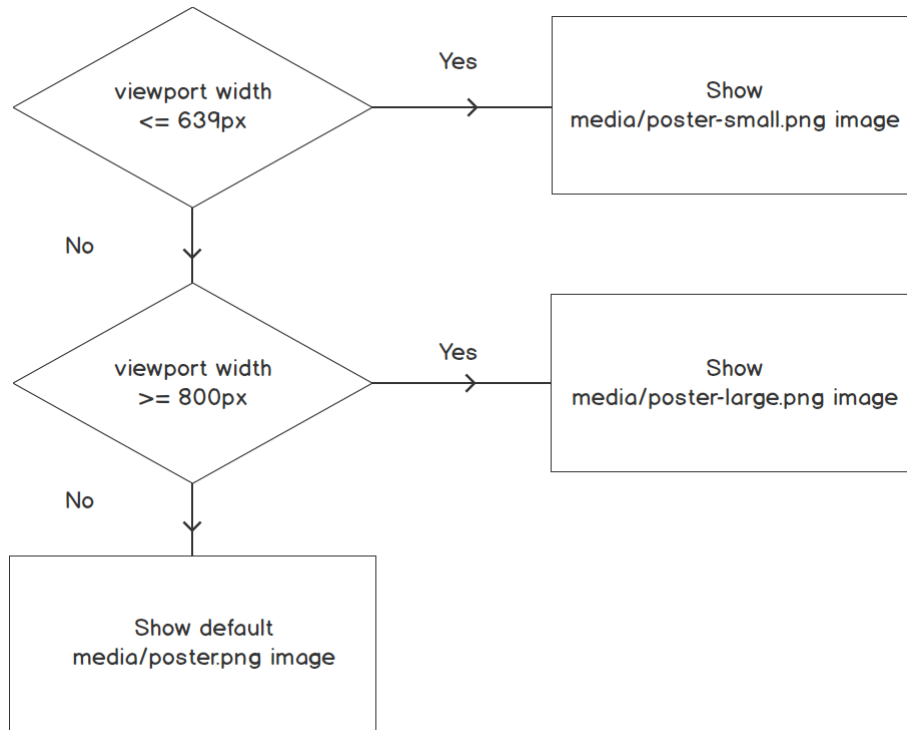 viewport width
<= 639px
Yes
Show
media/poster-small.png image
No
viewport width
>= 800px
Yes
Show
media/poster-large.png image
No
Show default
media/poster.png image